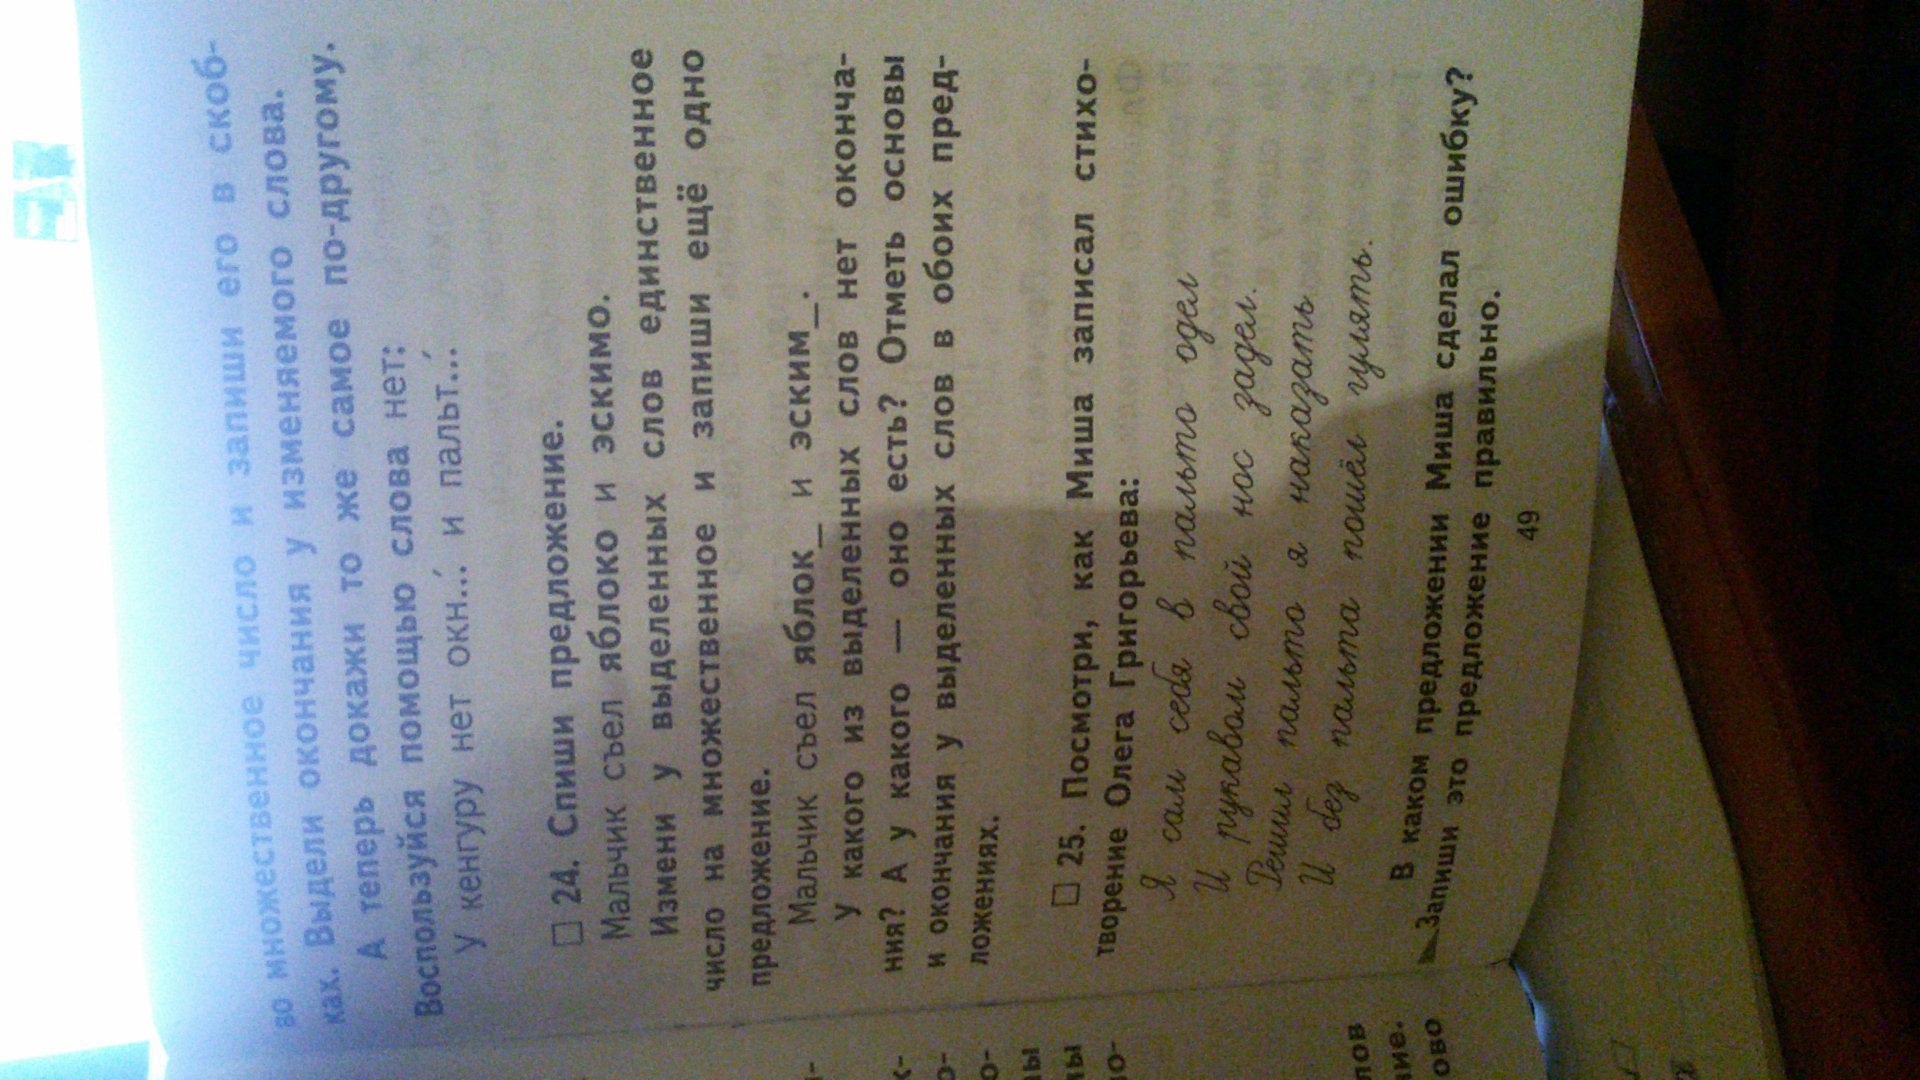 во множественное число и запиши его в скоб-
ках. Выдели окончания у изменяемого слова.
А теперь докажи то же самое по-другому.
Воспользуйся помощью слова нет:
У кенгуру нет окн...́ и пальт...́
□ 24. Спиши предложение.
Мальчик съел яблоко и эскимо.
Измени у выделенных слов единственное
число на множественное и запиши ещё одно
предложение.
Мальчик съел яблок_ и эским_.
У какого из выделенных слов нет оконча-
ния? А у какого — оно есть? Отметь основы
и окончания у выделенных слов в обоих пред-
ложениях.
□ 25. Посмотри, как Миша записал стихо-
творение Олега Григорьева:
Я сам себя в пальто одел
И рукавом свой нос задел.
Решил пальто я наказать
И без пальта пошёл гулять.
В каком предложении Миша сделал ошибку?
Запиши это предложение правильно.
49